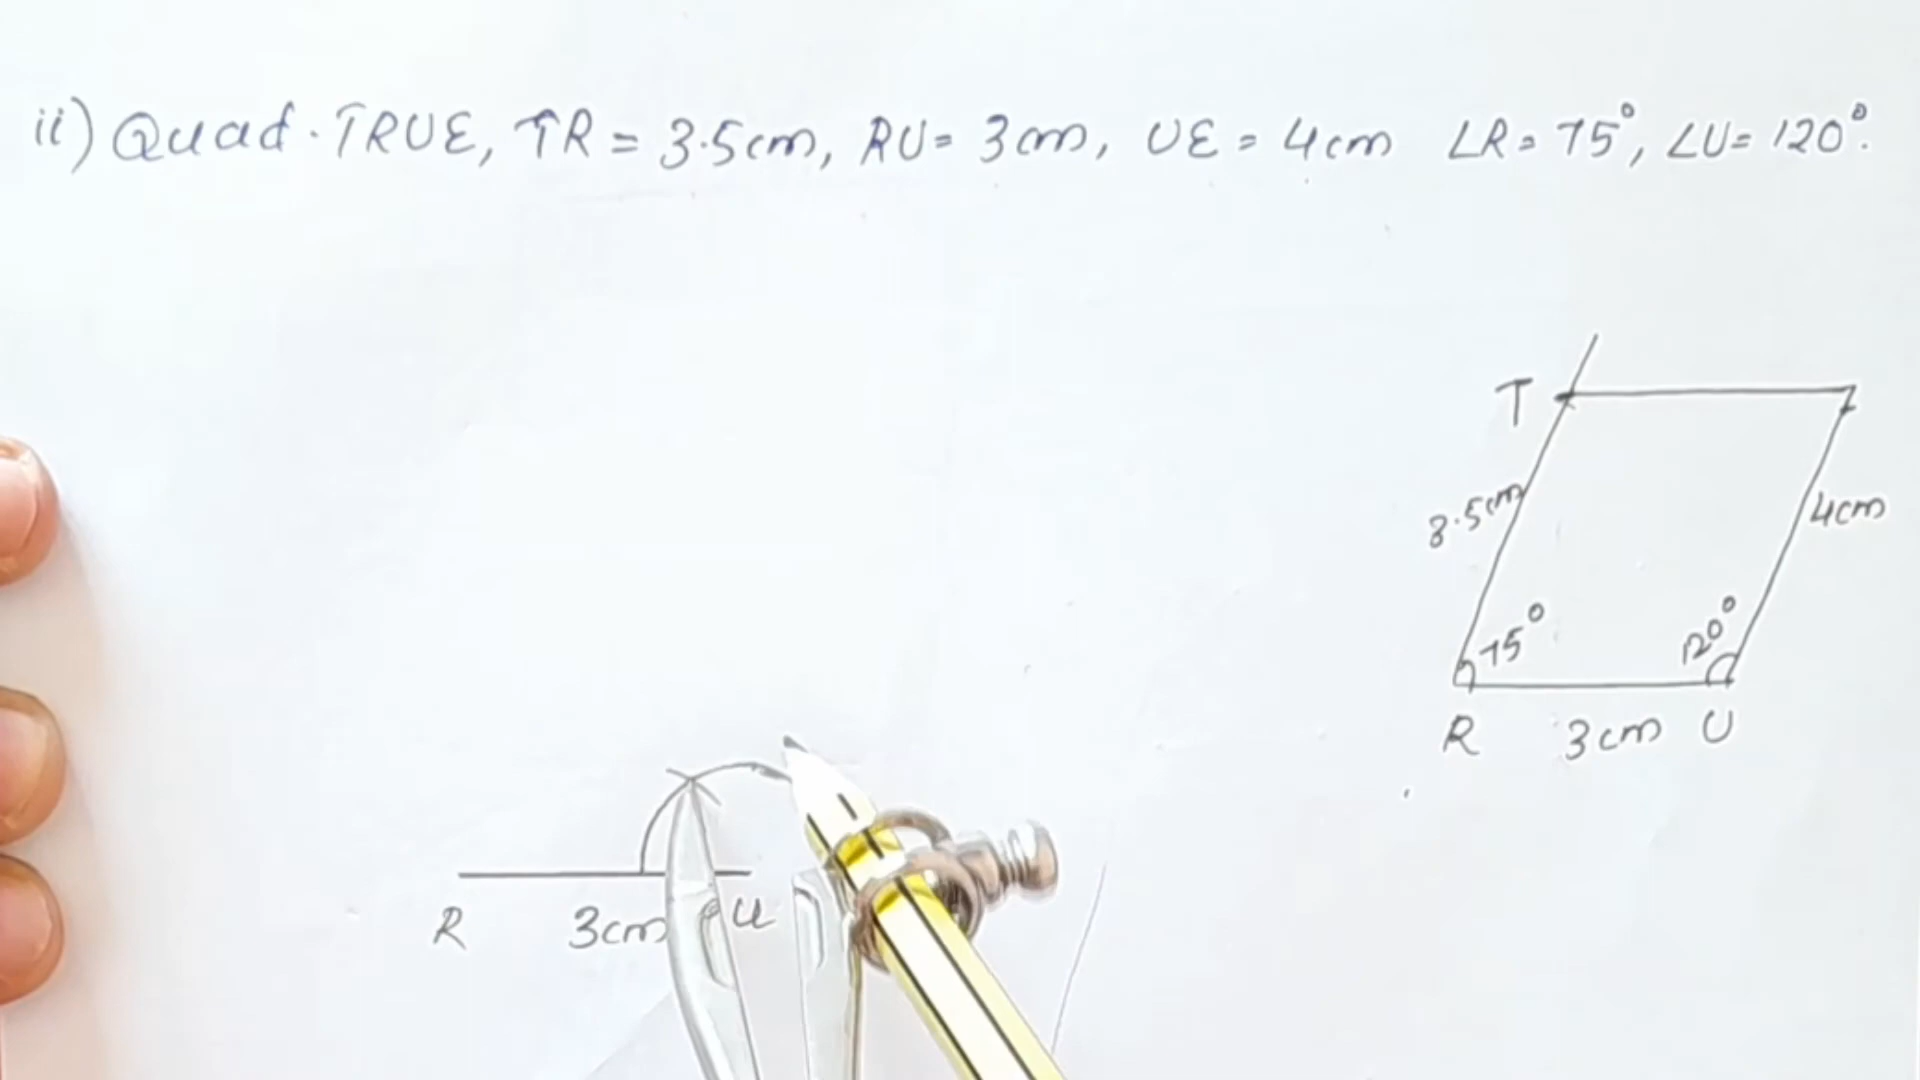 ii) Quad. TRUE, TR = 3.5cm, RU= 3cm, UE = 4cm ∠R= 75°, ∠U= 120°.
T
3.5cm
4cm
75°
120°
R 3cm U
R 3cm U